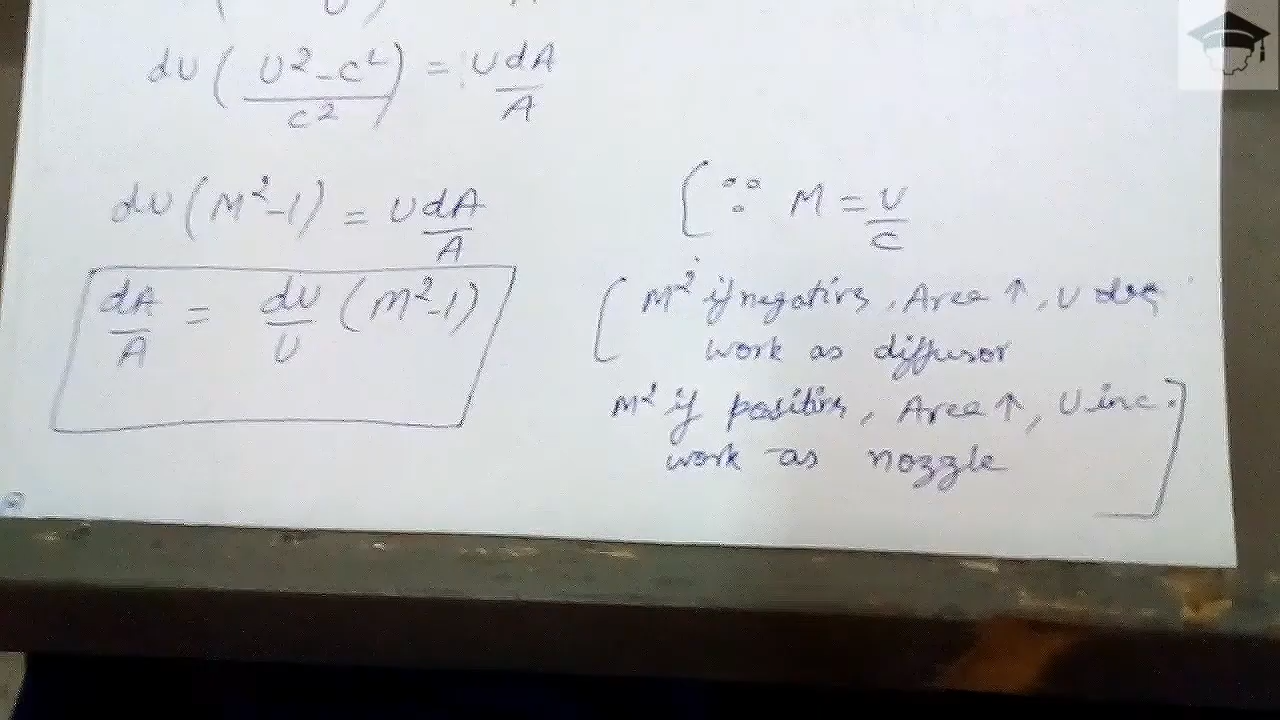 dU ( U² - C² / C² ) = U dA / A
dU (M² - 1) = U dA / A
[ ∵ M = U / C
dA / A = dU / U (M² - 1)
[ M² if negative, Area ↑, U dec
work as diffusor
M² if positive, Area ↑, U inc. ]
work as nozzle